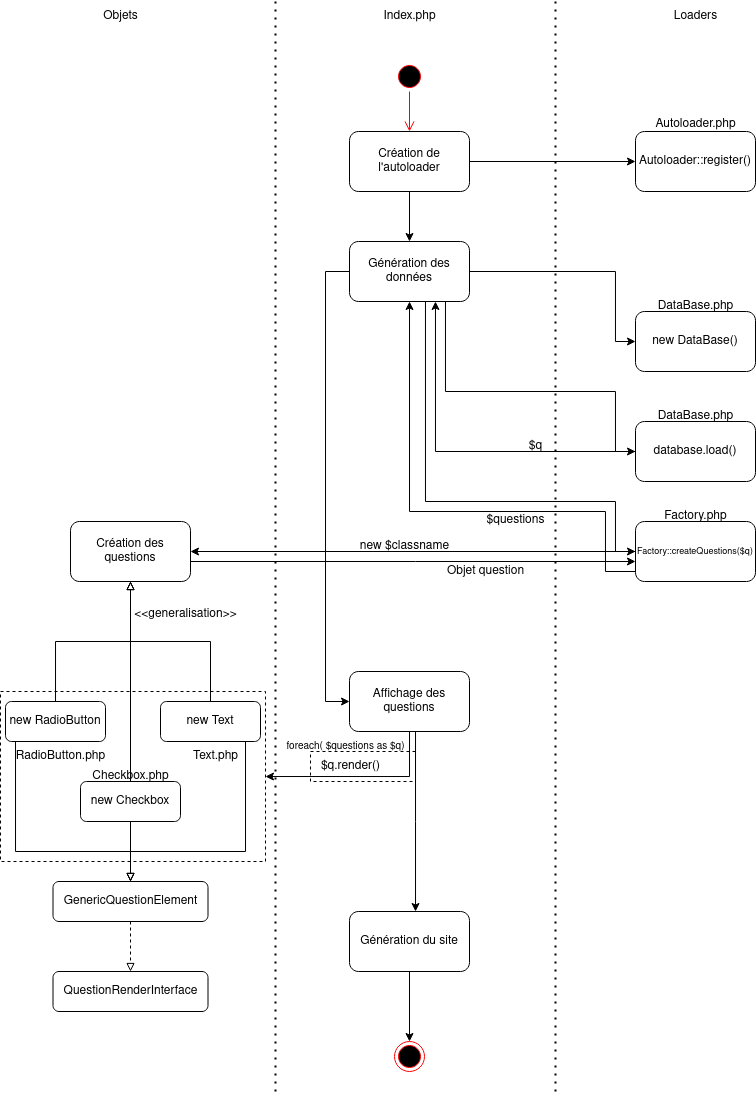 Objets
Index.php
Loaders
Autoloader.php
Création de
l'autoloader
Autoloader::register()
Génération des
données
DataBase.php
new DataBase()
DataBase.php
$q
database.load()
Factory.php
$questions
Création des
questions
new $classname
Factory::createQuestions($q)
Objet question
<<generalisation>>
Affichage des
questions
new RadioButton
new Text
RadioButton.php
Text.php
foreach( $questions as $q)
$q.render()
Checkbox.php
new Checkbox
GenericQuestionElement
Génération du site
QuestionRenderInterface